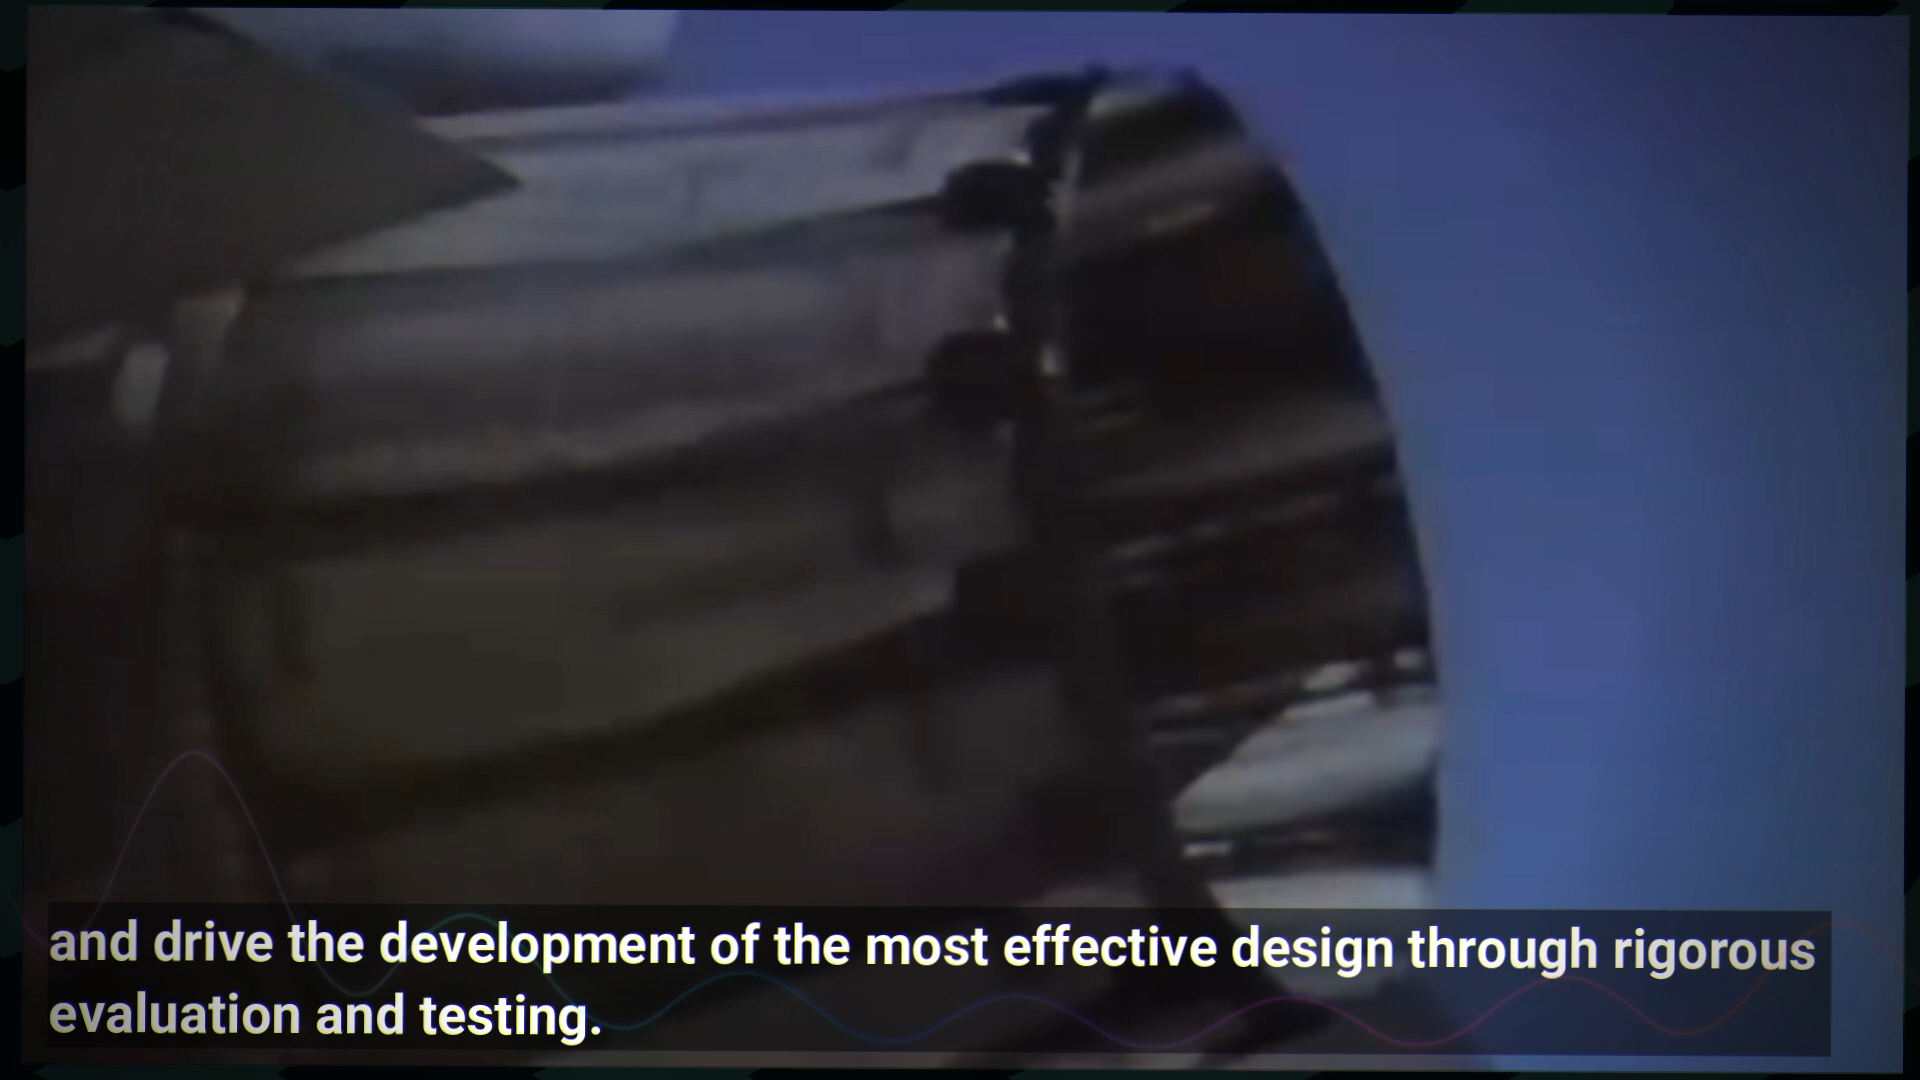 and drive the development of the most effective design through rigorous
evaluation and testing.